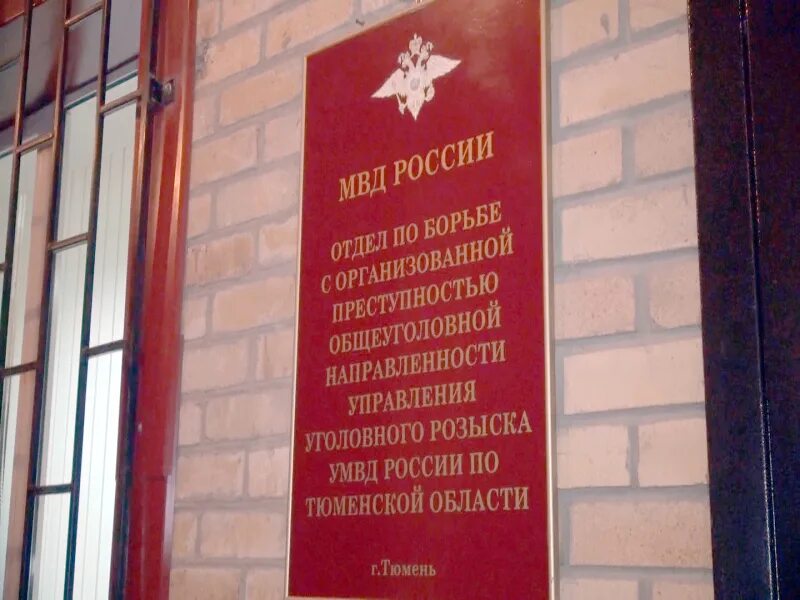 МВД РОССИИ
ОТДЕЛ ПО БОРЬБЕ
С ОРГАНИЗОВАННОЙ
ПРЕСТУПНОСТЬЮ
ОБЩЕУГОЛОВНОЙ
НАПРАВЛЕННОСТИ
УПРАВЛЕНИЯ
УГОЛОВНОГО РОЗЫСКА
УМВД РОССИИ ПО
ТЮМЕНСКОЙ ОБЛАСТИ
г.Тюмень